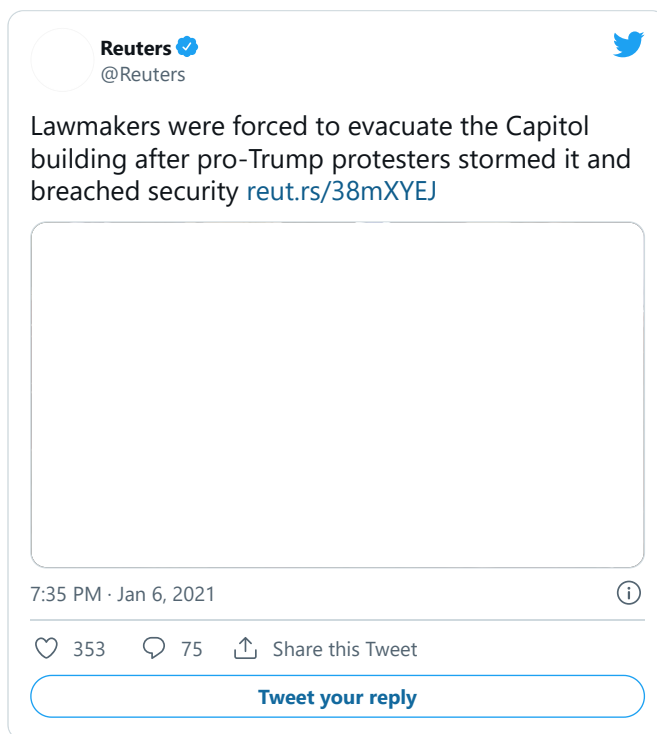 Reuters
@Reuters
Lawmakers were forced to evacuate the Capitol
building after pro-Trump protesters stormed it and
breached security reut.rs/38mXYEJ
7:35 PM · Jan 6, 2021
353 75 Share this Tweet
Tweet your reply